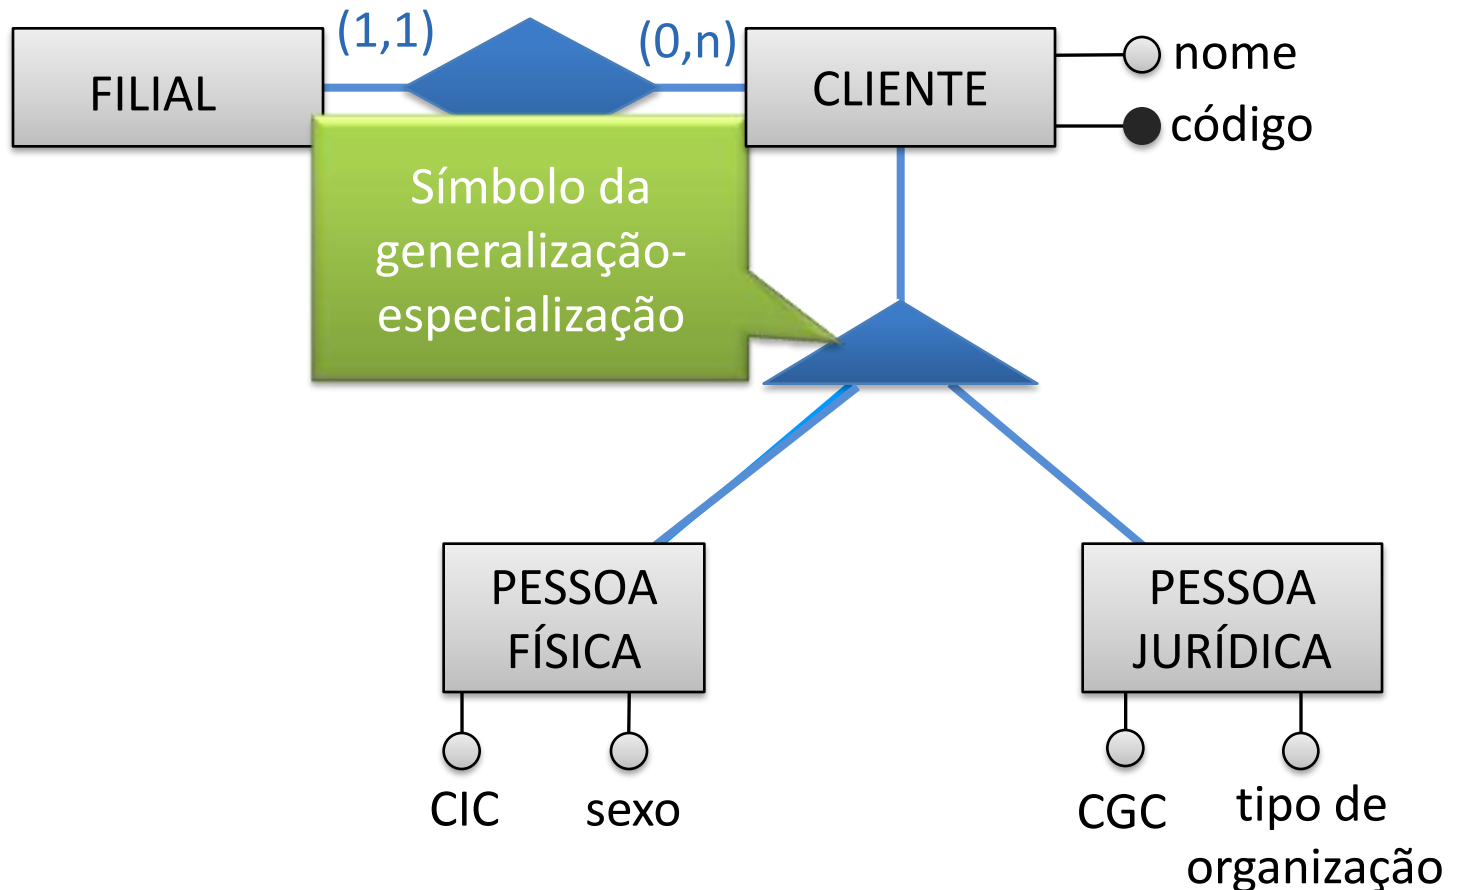 FILIAL
(1,1)
(0,n)
CLIENTE
nome
código
Símbolo da
generalização-
especialização
PESSOA
FÍSICA
PESSOA
JURÍDICA
CIC
sexo
CGC
tipo de
organização